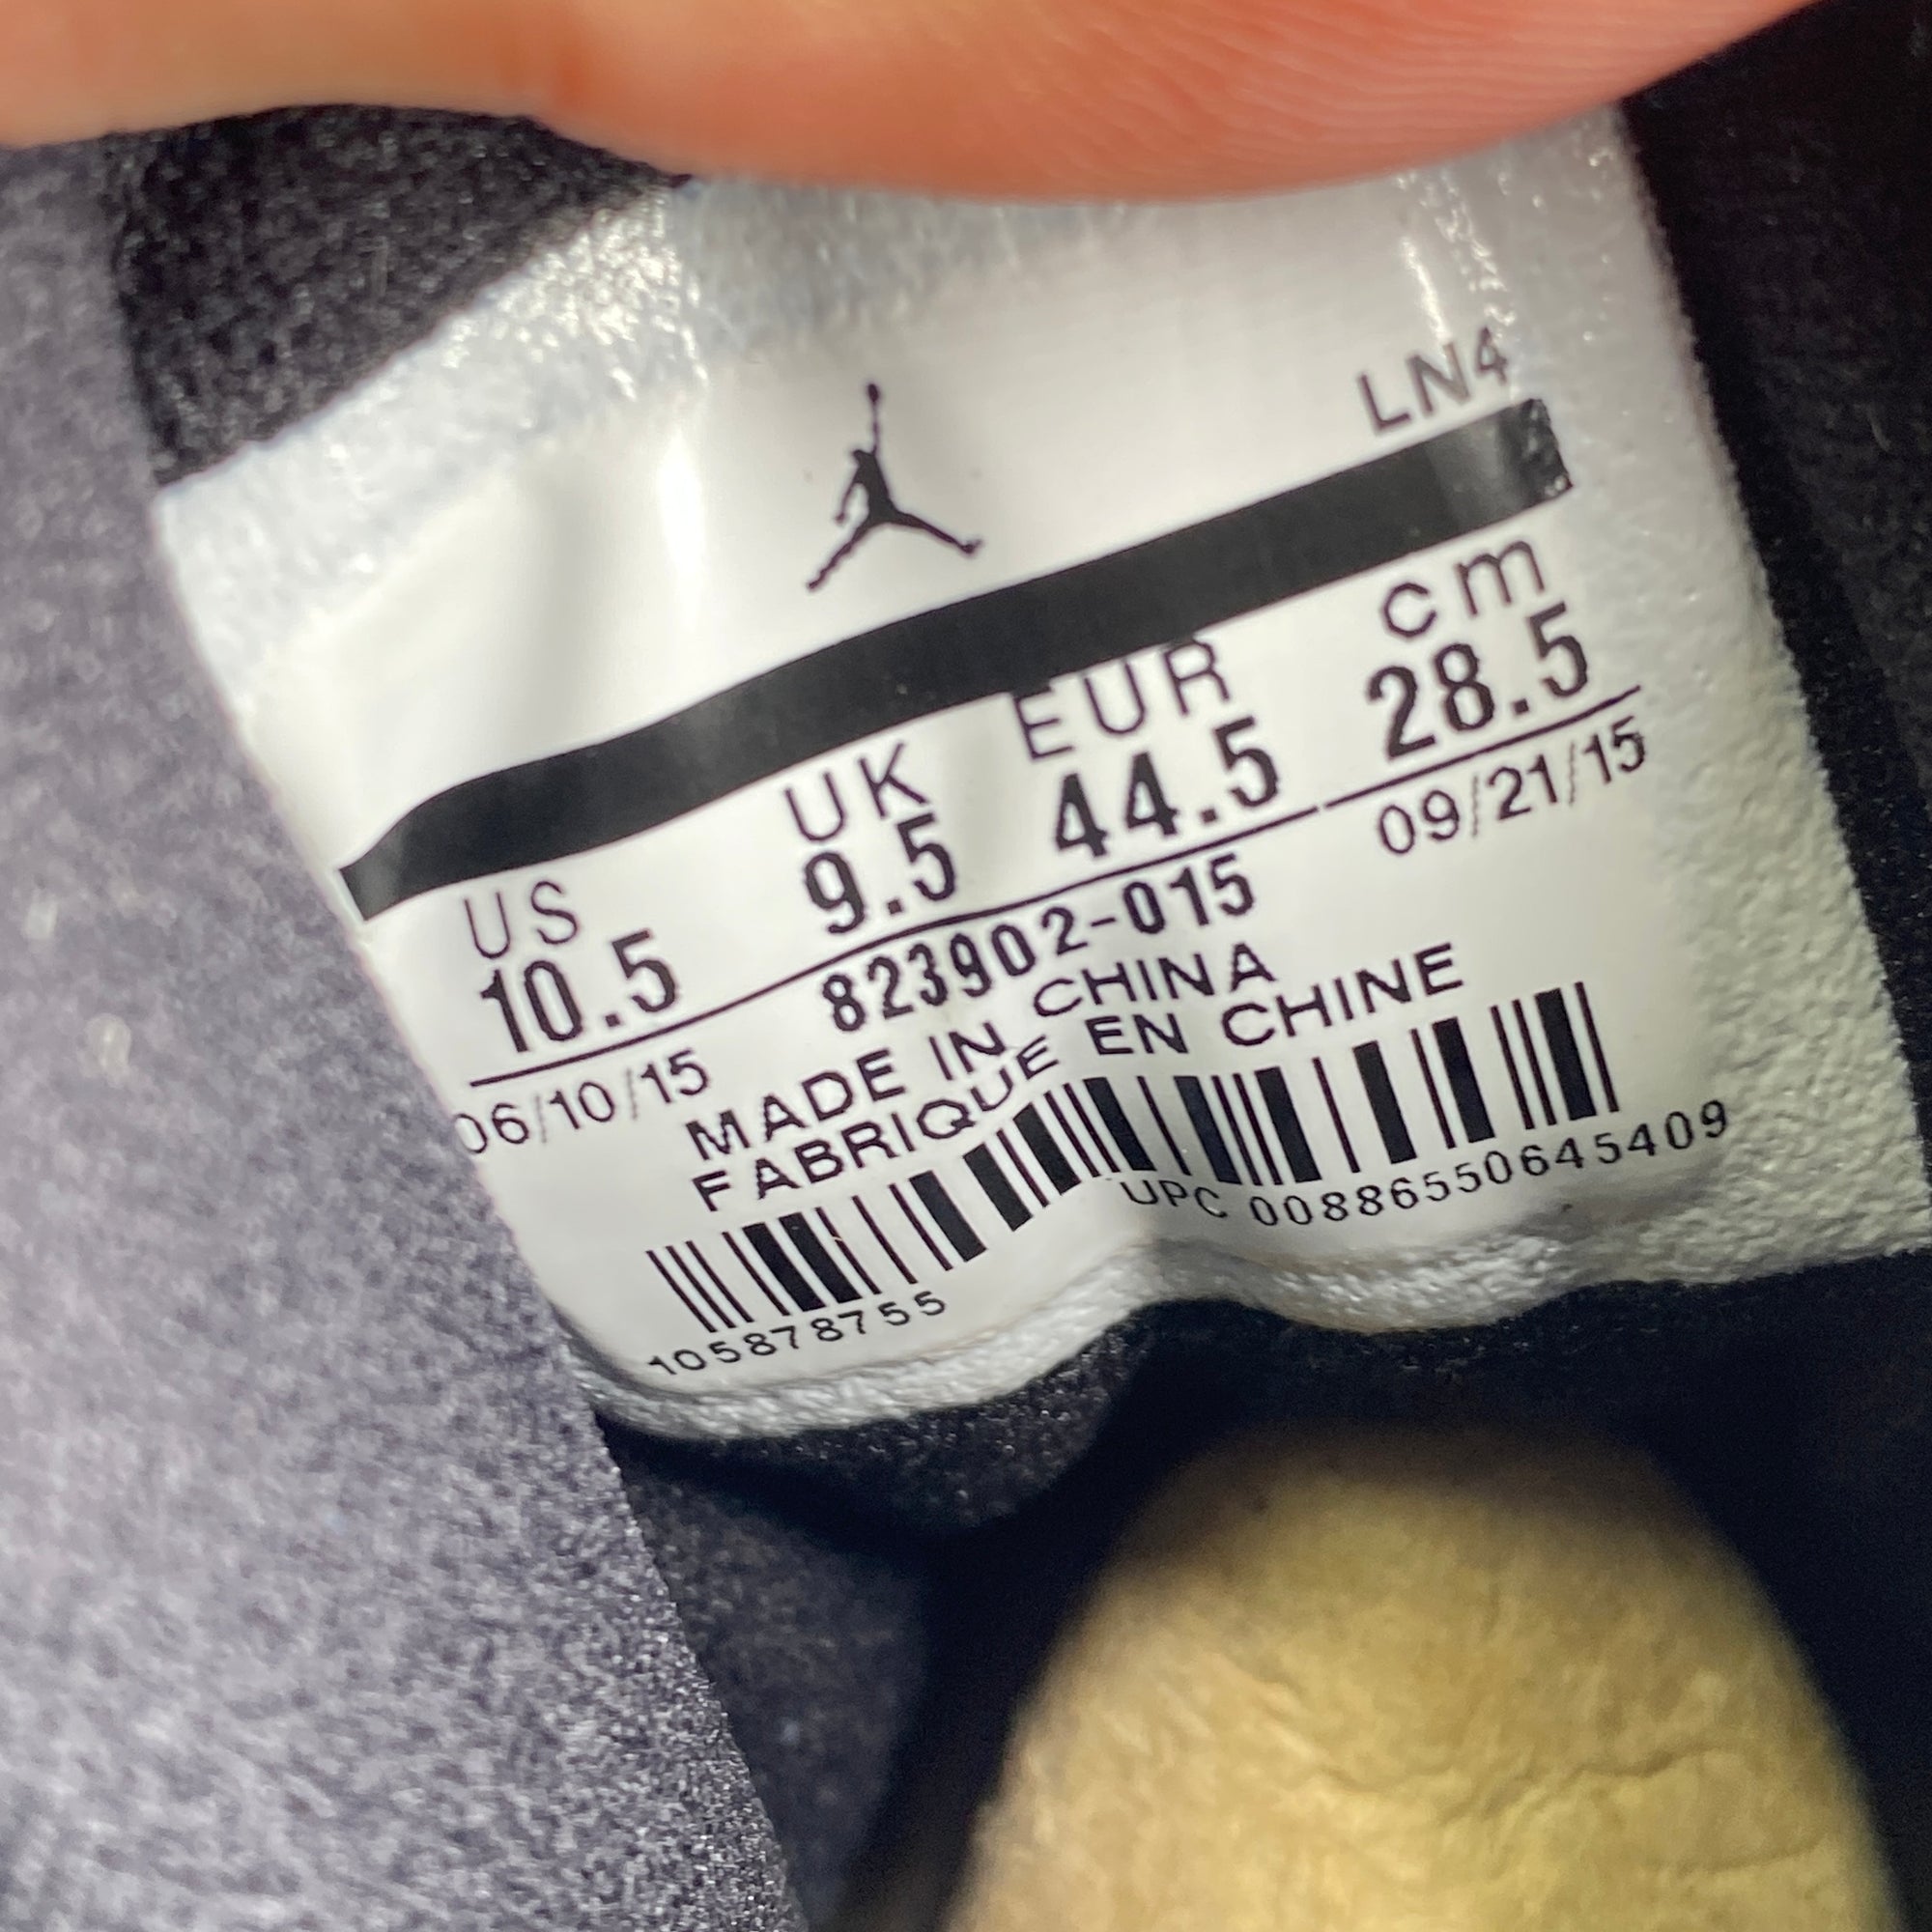 LN4
US UK EUR cm
10.5 9.5 44.5 28.5
06/10/15 823902-015 09/21/15
MADE IN CHINA
FABRIQUE EN CHINE
UPC 00886550645409
105878755